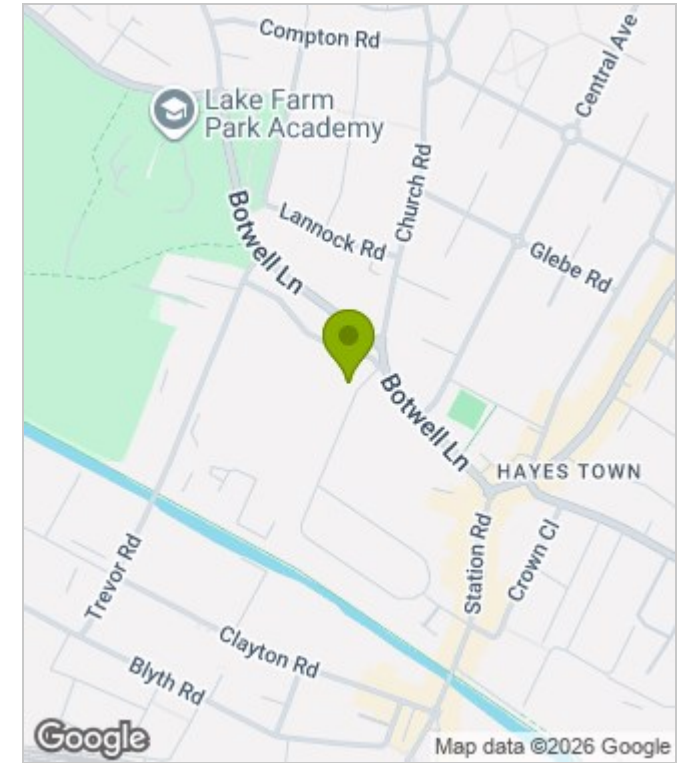 Compton Rd
Central Ave
Lake Farm
Park Academy
Church Rd
Botwell Ln
Lannock Rd
Glebe Rd
Botwell Ln
HAYES TOWN
Station Rd
Crown Cl
Trevor Rd
Clayton Rd
Blyth Rd
Google
Map data ©2026 Google